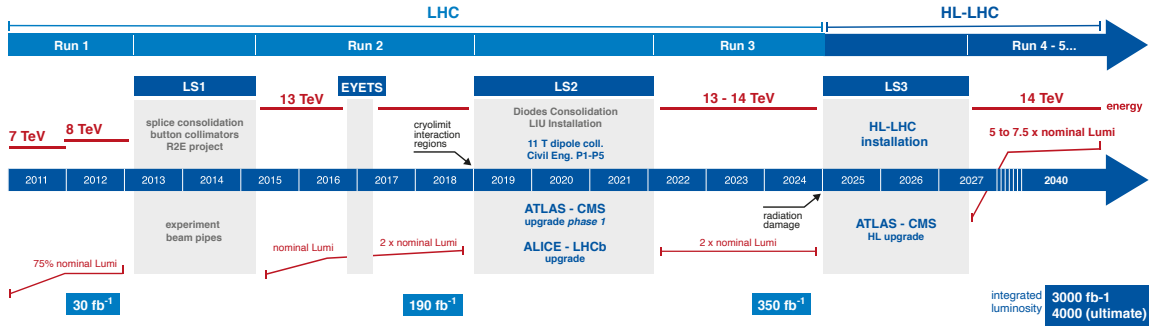 LHC
HL-LHC
Run 1
Run 2
Run 3
Run 4 - 5...
LS1
EYETS
LS2
LS3
13 TeV
13 - 14 TeV
14 TeV
energy
7 TeV
8 TeV
splice consolidation
button collimators
R2E project
cryolimit
interaction
regions
Diodes Consolidation
LIU Installation
11 T dipole coll.
Civil Eng. P1-P5
HL-LHC
installation
5 to 7.5 x nominal Lumi
2011 2012 2013 2014 2015 2016 2017 2018 2019 2020 2021 2022 2023 2024 2025 2026 2027 2040
experiment
beam pipes
ATLAS - CMS
upgrade phase 1
ALICE - LHCb
upgrade
radiation
damage
ATLAS - CMS
HL upgrade
75% nominal Lumi
nominal Lumi
2 x nominal Lumi
2 x nominal Lumi
30 fb-1
190 fb-1
350 fb-1
integrated
luminosity
3000 fb-1
4000 (ultimate)